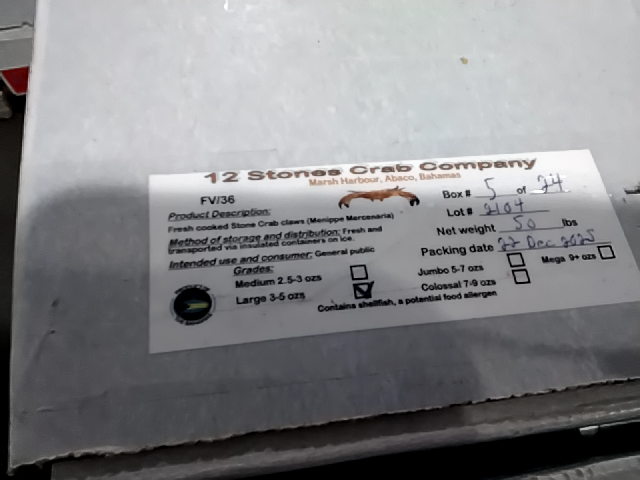 12 Stones Crab Company
Marsh Harbour, Abaco, Bahamas
FV/36
Box # 5 of 24
Product Description:
Lot # 2104
Fresh cooked Stone Crab claws (Menippe Mercenaria)
Net weight 50 lbs
Method of storage and distribution: Fresh and
transported via insulated containers on ice.
Packing date 22 Dec 2025
Intended use and consumer: General public
Grades:
Medium 2.5-3 ozs
Jumbo 5-7 ozs
Mega 9+ ozs
Large 3-5 ozs
Colossal 7-9 ozs
Contains shellfish, a potential food allergen